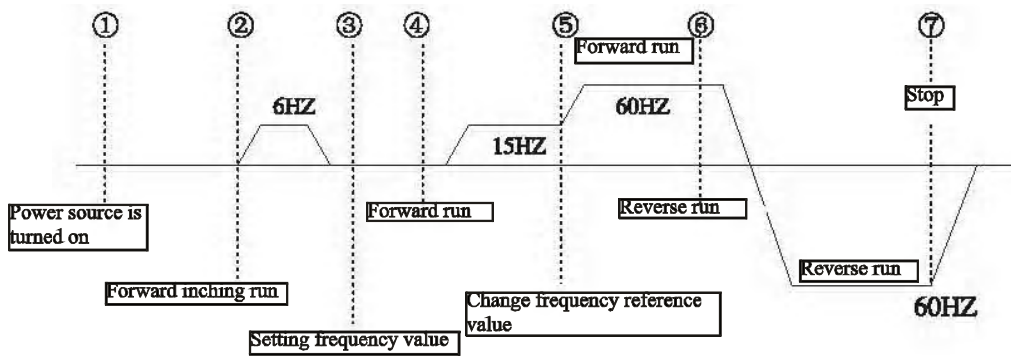 ① ② ③ ④ ⑤ ⑥ ⑦
Forward run
Stop
6HZ
60HZ
15HZ
Power source is
turned on
Forward run
Reverse run
Forward inching run
Reverse run
Change frequency reference
value
60HZ
Setting frequency value